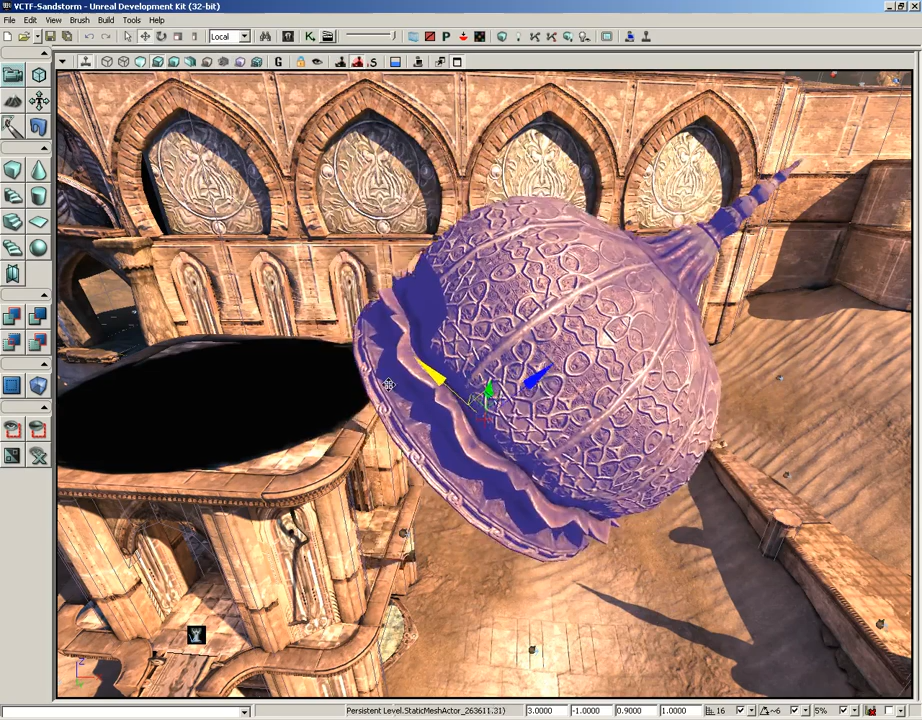 VCTF-Sandstorm - Unreal Development Kit (32-bit)
File Edit View Brush Build Tools Help
Local
K
P
G
S
Z
Persistent Level.StaticMeshActor_263611.31)
3.0000
-1.0000
0.9000
1.0000
16
~6
5%